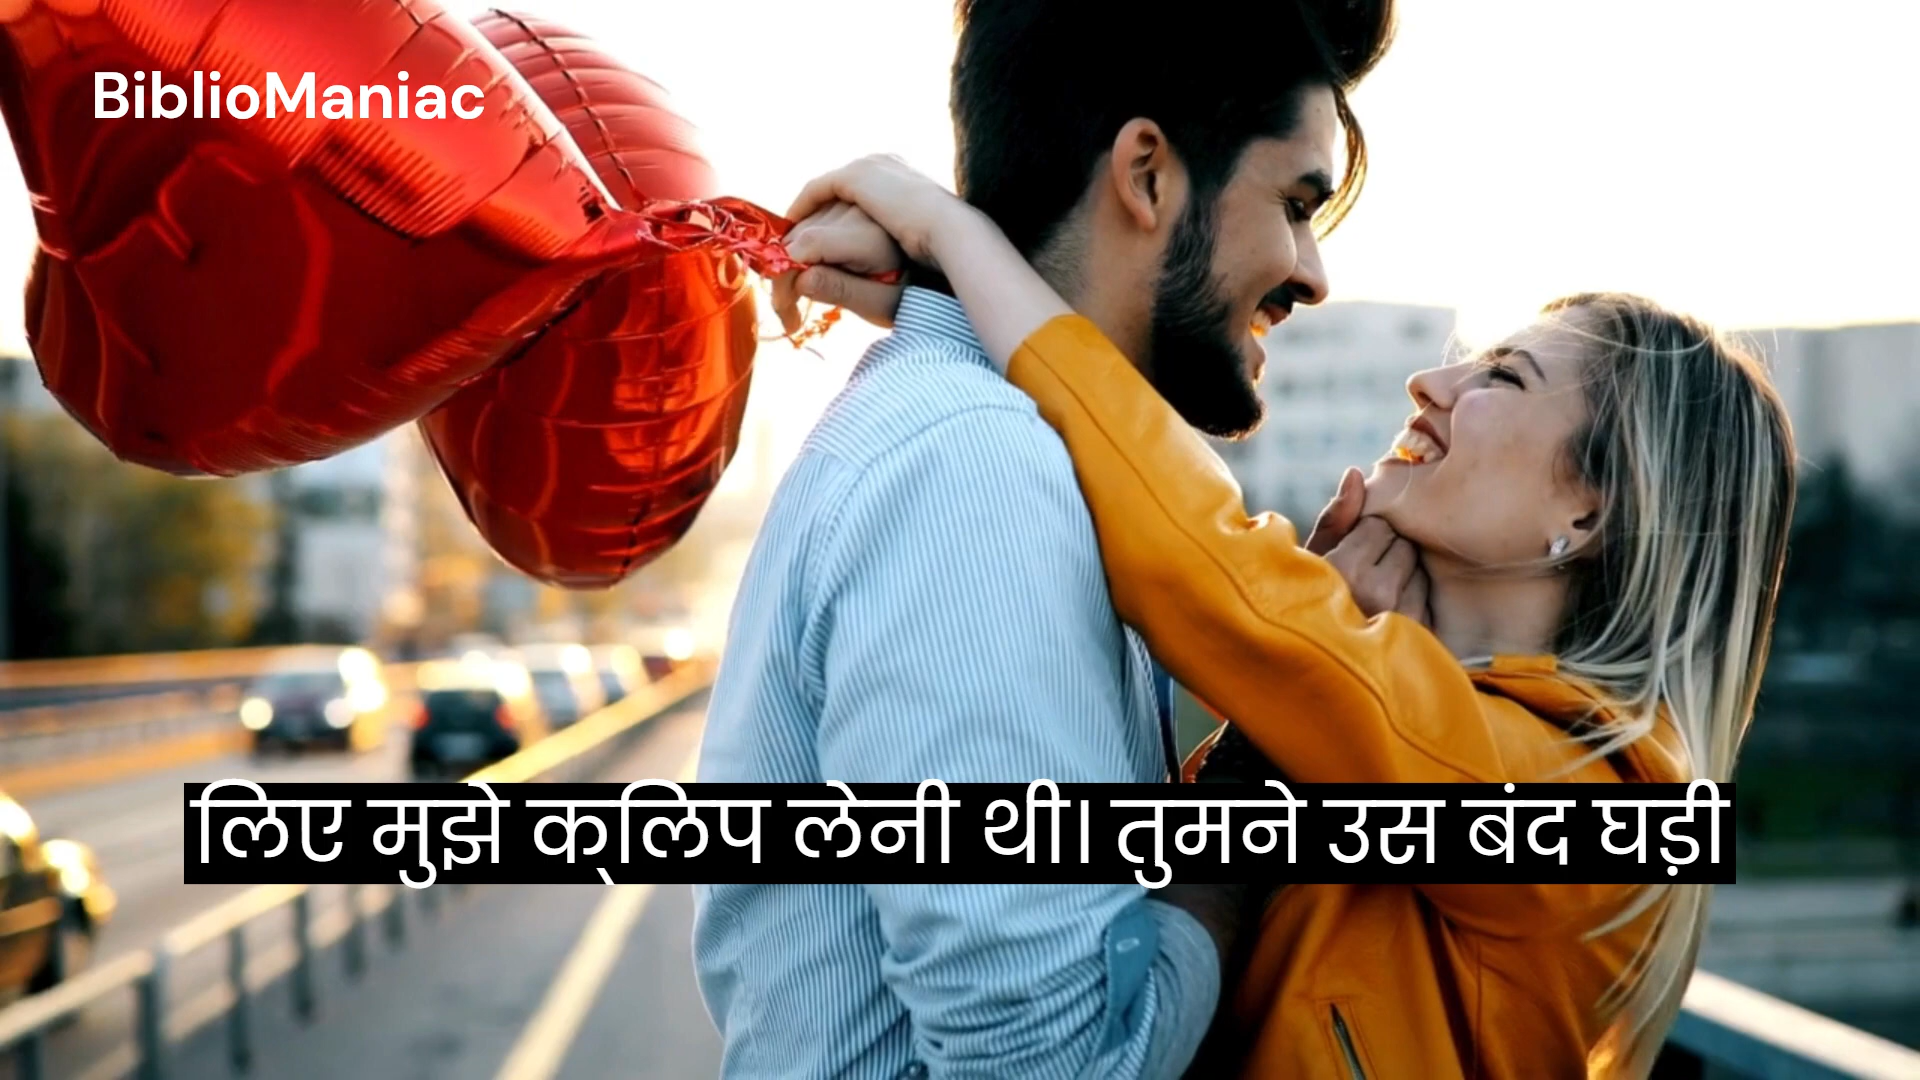 BiblioManiac
लिए मुझे क्लिप लेनी थी। तुमने उस बंद घड़ी